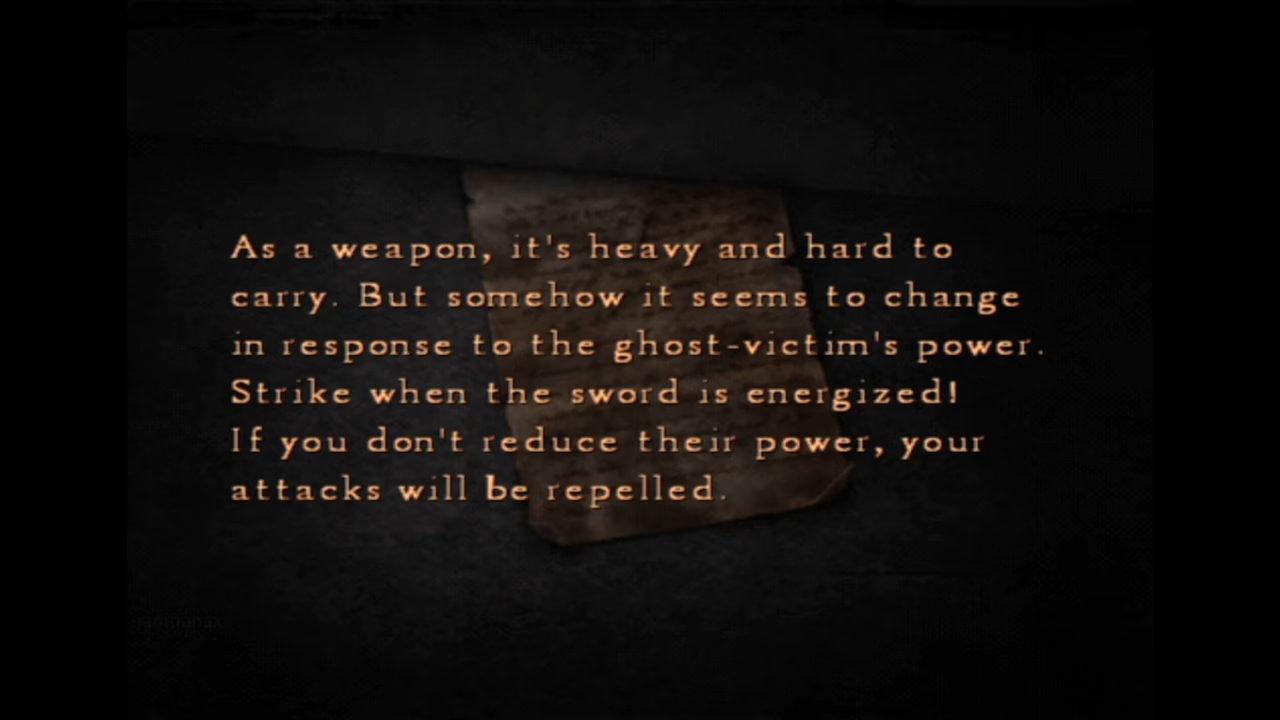 As a weapon, it's heavy and hard to
carry. But somehow it seems to change
in response to the ghost-victim's power.
Strike when the sword is energized!
If you don't reduce their power, your
attacks will be repelled.